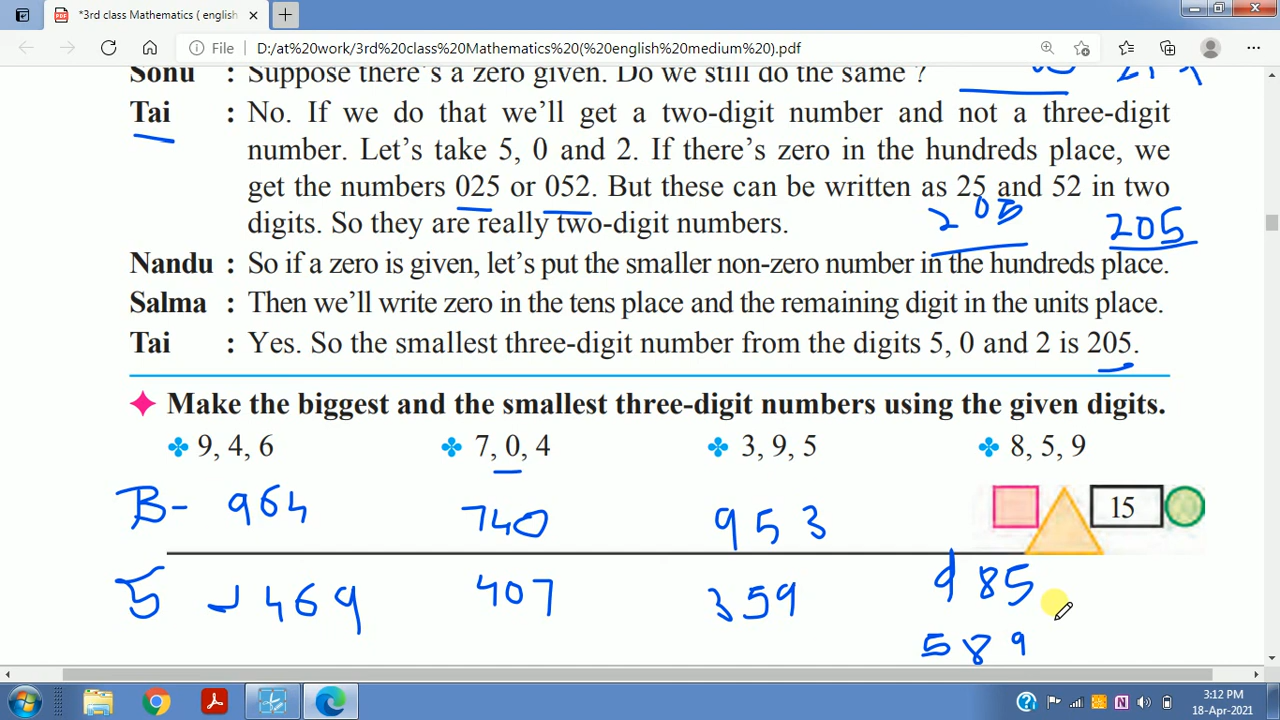 *3rd class Mathematics ( english
File D:/at%20work/3rd%20class%20Mathematics%20(%20english%20medium%20).pdf
Sonu : Suppose there's a zero given. Do we still do the same ?
Tai : No. If we do that we'll get a two-digit number and not a three-digit
number. Let's take 5, 0 and 2. If there's zero in the hundreds place, we
get the numbers 025 or 052. But these can be written as 25 and 52 in two
digits. So they are really two-digit numbers.
205 205
Nandu : So if a zero is given, let's put the smaller non-zero number in the hundreds place.
Salma : Then we'll write zero in the tens place and the remaining digit in the units place.
Tai : Yes. So the smallest three-digit number from the digits 5, 0 and 2 is 205.
Make the biggest and the smallest three-digit numbers using the given digits.
9, 4, 6 7, 0, 4 3, 9, 5 8, 5, 9
B- 964 740 953
15
S - 469 407 359 985
589
3:12 PM
18-Apr-2021